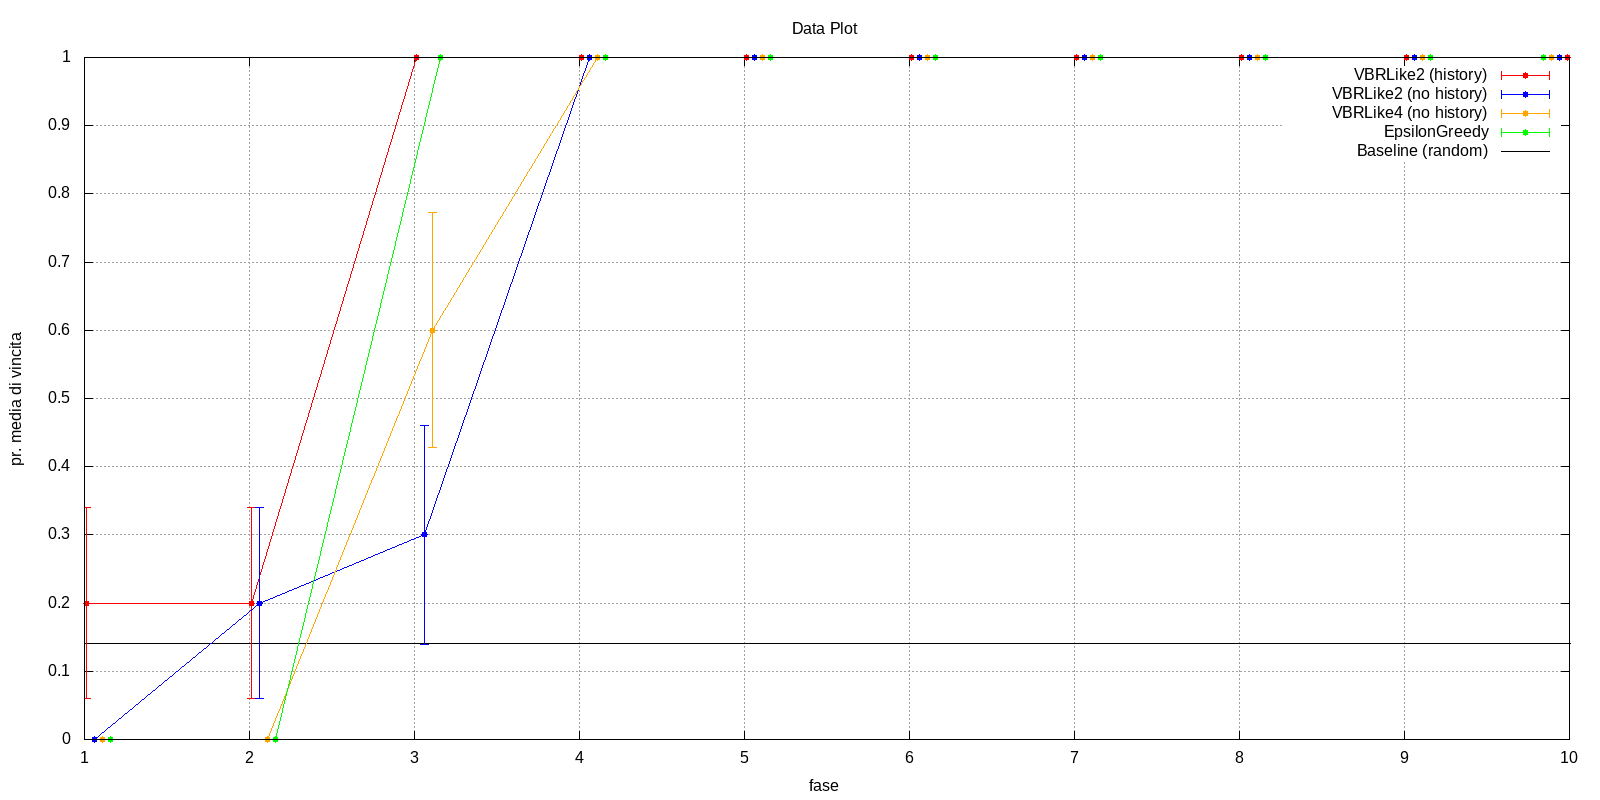 Data Plot
1
0.9
0.8
0.7
0.6
0.5
0.4
0.3
0.2
0.1
0
pr. media di vincita
VBRLike2 (history)
VBRLike2 (no history)
VBRLike4 (no history)
EpsilonGreedy
Baseline (random)
1 2 3 4 5 6 7 8 9 10
fase